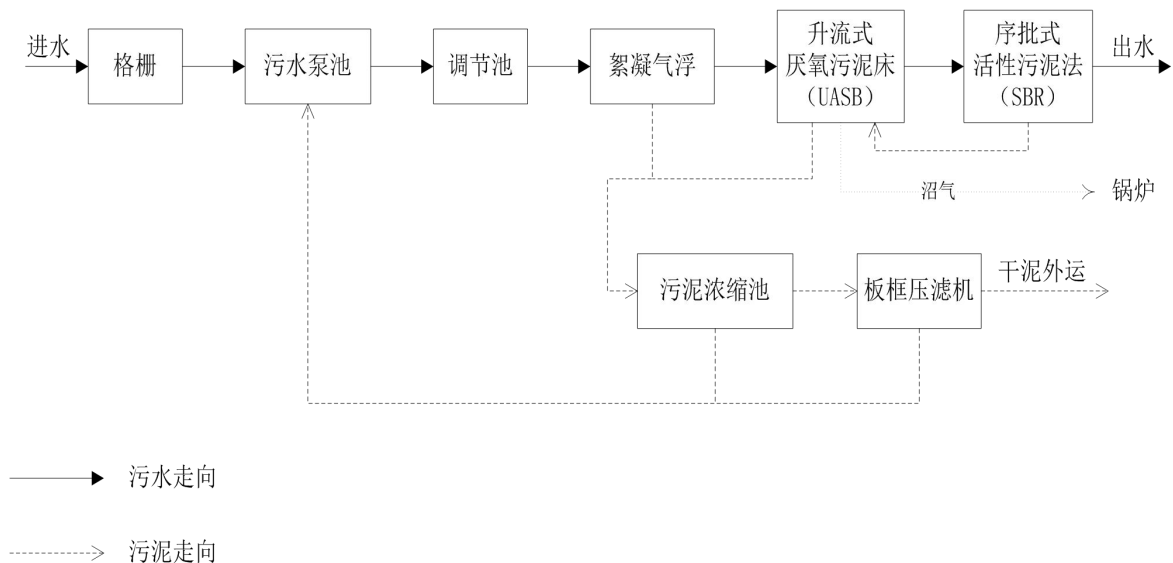 进水
格栅
污水泵池
调节池
絮凝气浮
升流式
厌氧污泥床
（UASB）
序批式
活性污泥法
（SBR）
出水
沼气
锅炉
污泥浓缩池
板框压滤机
干泥外运
污水走向
污泥走向